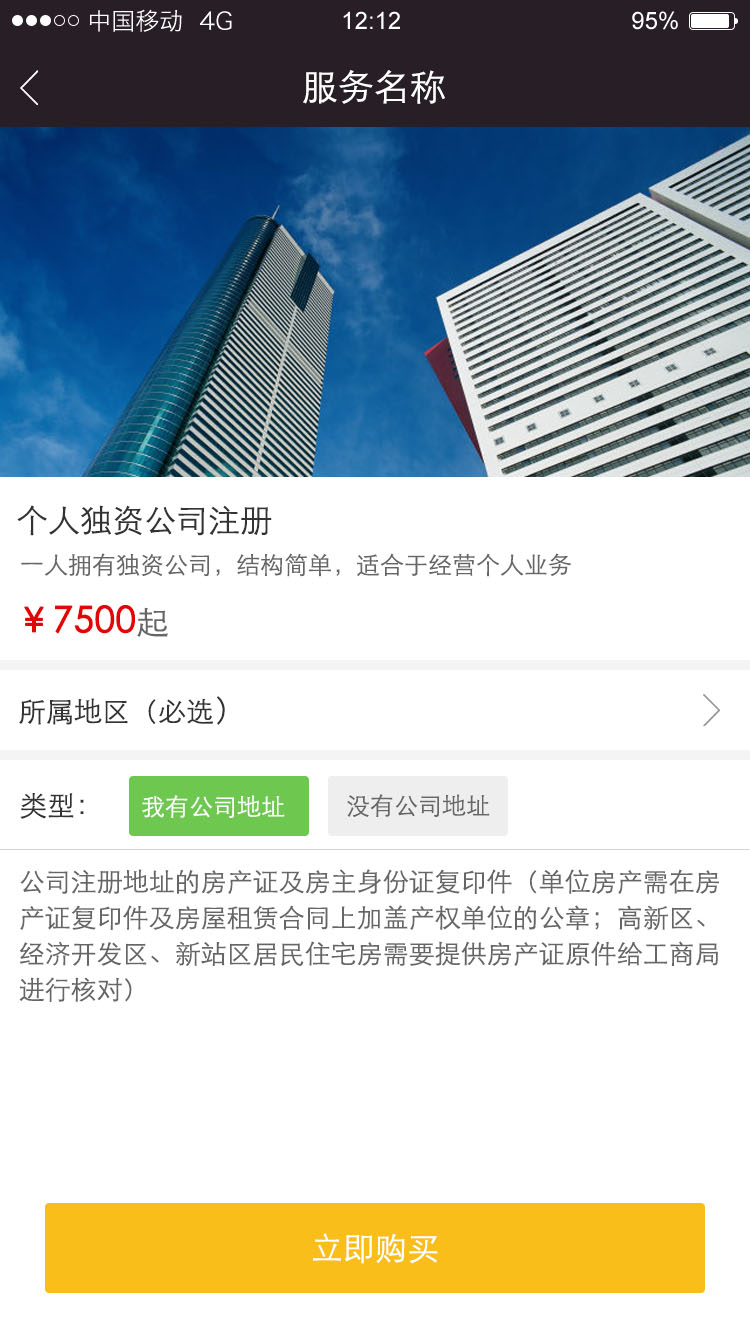 中国移动 4G 12:12 95%
服务名称
个人独资公司注册
一人拥有独资公司，结构简单，适合于经营个人业务
￥7500起
所属地区（必选）
类型： 我有公司地址 没有公司地址
公司注册地址的房产证及房主身份证复印件（单位房产需在房
产证复印件及房屋租赁合同上加盖产权单位的公章；高新区、
经济开发区、新站区居民住宅房需要提供房产证原件给工商局
进行核对）
立即购买